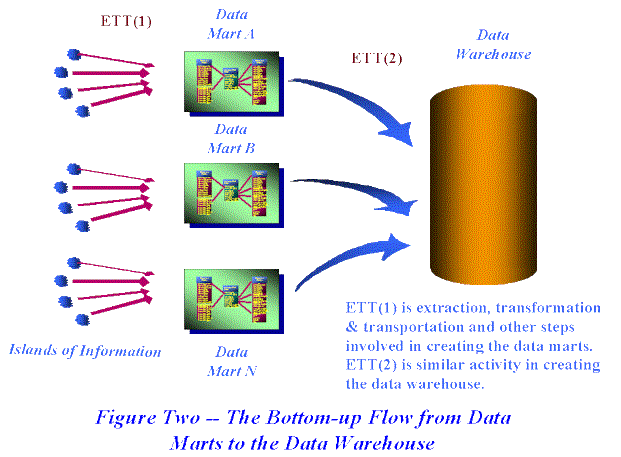 ETT(1)
Data
Mart A
ETT(2)
Data
Warehouse
Data
Mart B
Islands of Information
Data
Mart N
ETT(1) is extraction, transformation
& transportation and other steps
involved in creating the data marts.
ETT(2) is similar activity in creating
the data warehouse.
Figure Two -- The Bottom-up Flow from Data
Marts to the Data Warehouse